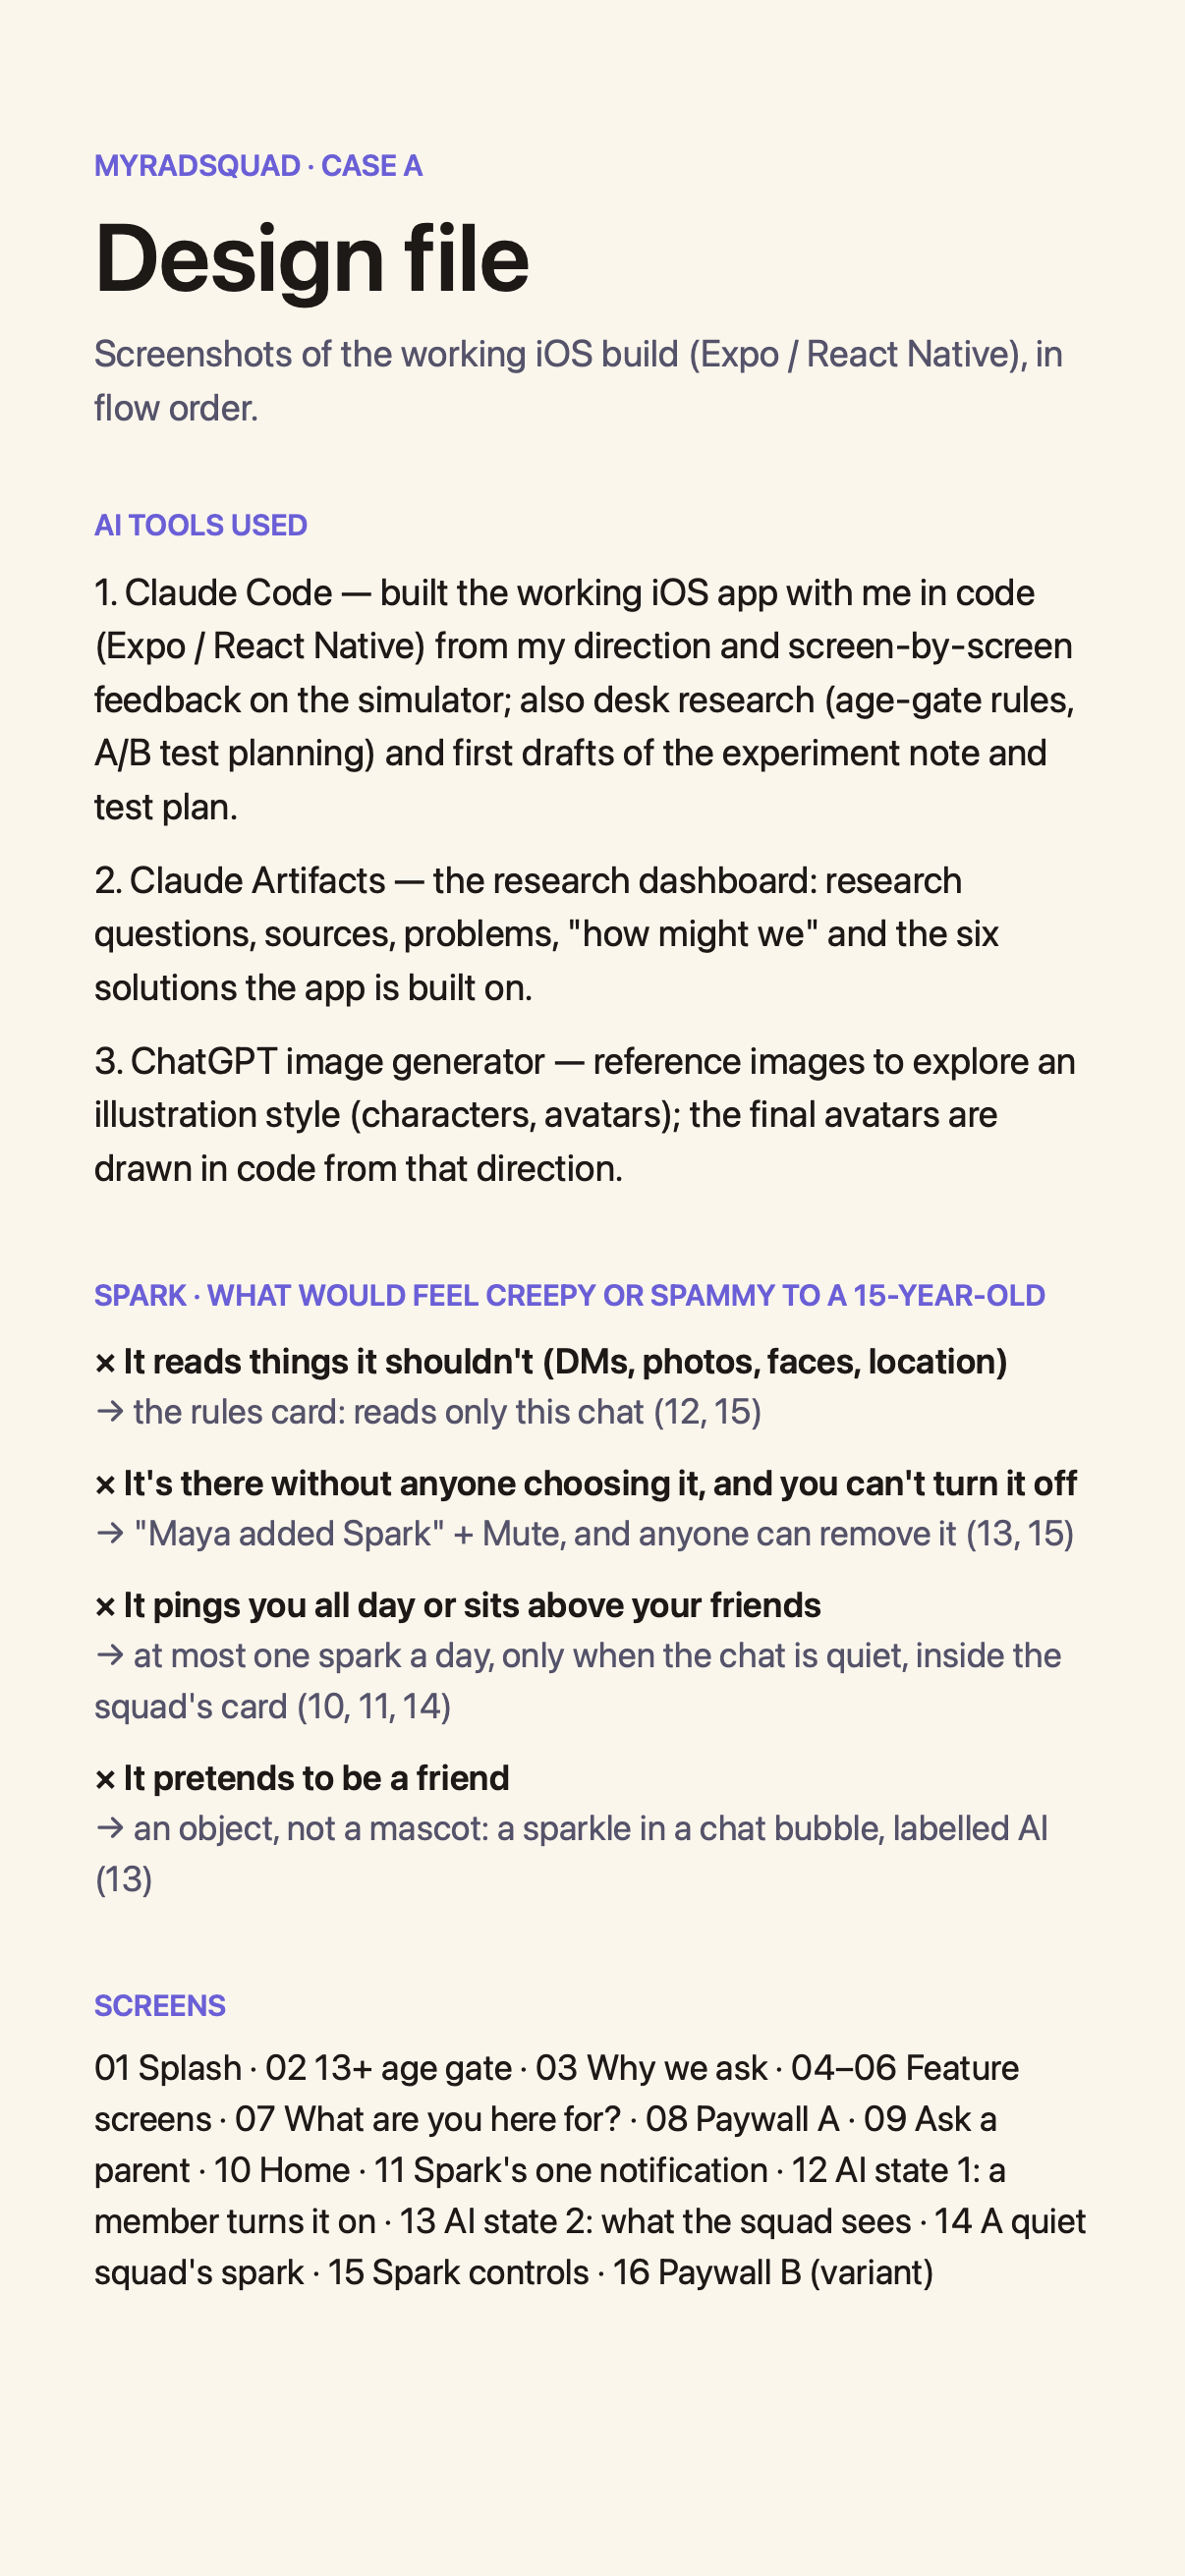 MYRADSQUAD · CASE A
Design file
Screenshots of the working iOS build (Expo / React Native), in
flow order.
AI TOOLS USED
1. Claude Code — built the working iOS app with me in code
(Expo / React Native) from my direction and screen-by-screen
feedback on the simulator; also desk research (age-gate rules,
A/B test planning) and first drafts of the experiment note and
test plan.
2. Claude Artifacts — the research dashboard: research
questions, sources, problems, "how might we" and the six
solutions the app is built on.
3. ChatGPT image generator — reference images to explore an
illustration style (characters, avatars); the final avatars are
drawn in code from that direction.
SPARK · WHAT WOULD FEEL CREEPY OR SPAMMY TO A 15-YEAR-OLD
× It reads things it shouldn't (DMs, photos, faces, location)
→ the rules card: reads only this chat (12, 15)
× It's there without anyone choosing it, and you can't turn it off
→ "Maya added Spark" + Mute, and anyone can remove it (13, 15)
× It pings you all day or sits above your friends
→ at most one spark a day, only when the chat is quiet, inside the
squad's card (10, 11, 14)
× It pretends to be a friend
→ an object, not a mascot: a sparkle in a chat bubble, labelled AI
(13)
SCREENS
01 Splash · 02 13+ age gate · 03 Why we ask · 04–06 Feature
screens · 07 What are you here for? · 08 Paywall A · 09 Ask a
parent · 10 Home · 11 Spark's one notification · 12 AI state 1: a
member turns it on · 13 AI state 2: what the squad sees · 14 A quiet
squad's spark · 15 Spark controls · 16 Paywall B (variant)